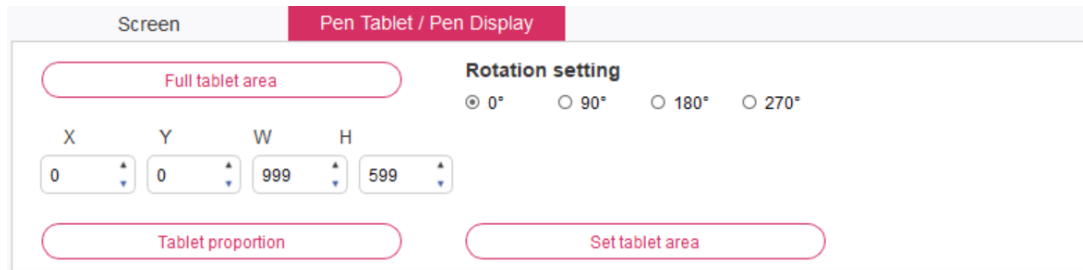 Screen Pen Tablet / Pen Display
Full tablet area Rotation setting
0° 90° 180° 270°
X Y W H
0 0 999 599
Tablet proportion Set tablet area